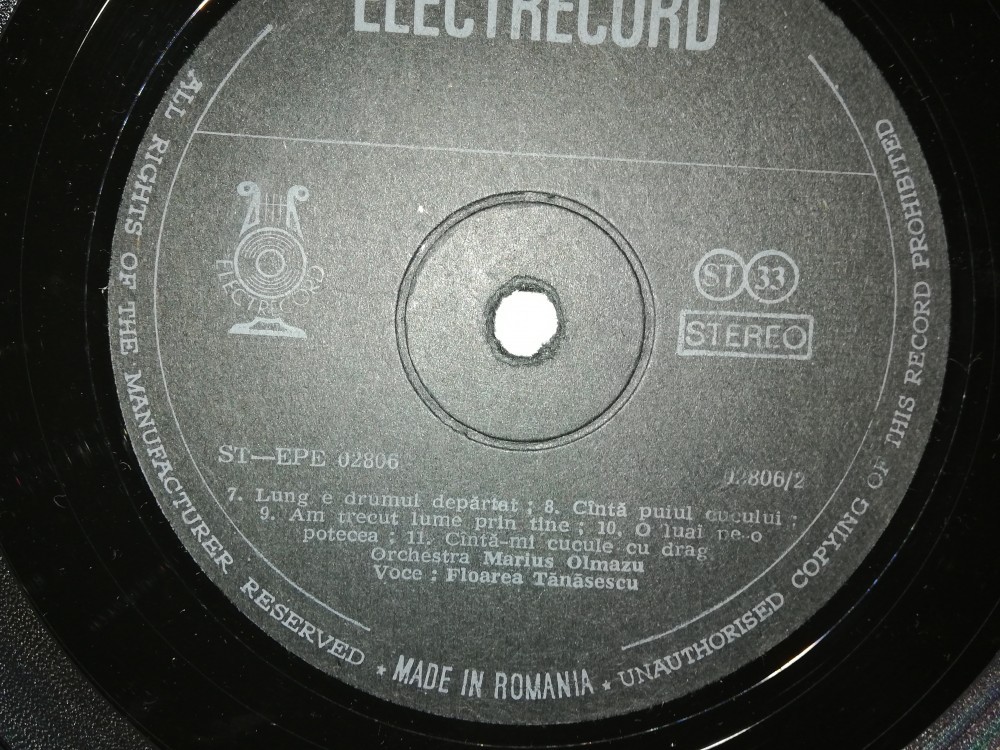 ELECTRECORD
ALL RIGHTS OF THE MANUFACTURER RESERVED
ELECTRECORD
ST 33
STEREO
ST—EPE 02806
02806/2
7. Lung e drumul depărtat ; 8. Cîntă puiul cucului ;
9. Am trecut lume prin tine ; 10. O luai pe-o
potecea ; 11. Cîntă-mi cucule cu drag
Orchestra Marius Olmazu
Voce : Floarea Tănăsescu
* MADE IN ROMANIA *
UNAUTHORISED COPYING OF THIS RECORD PROHIBITED